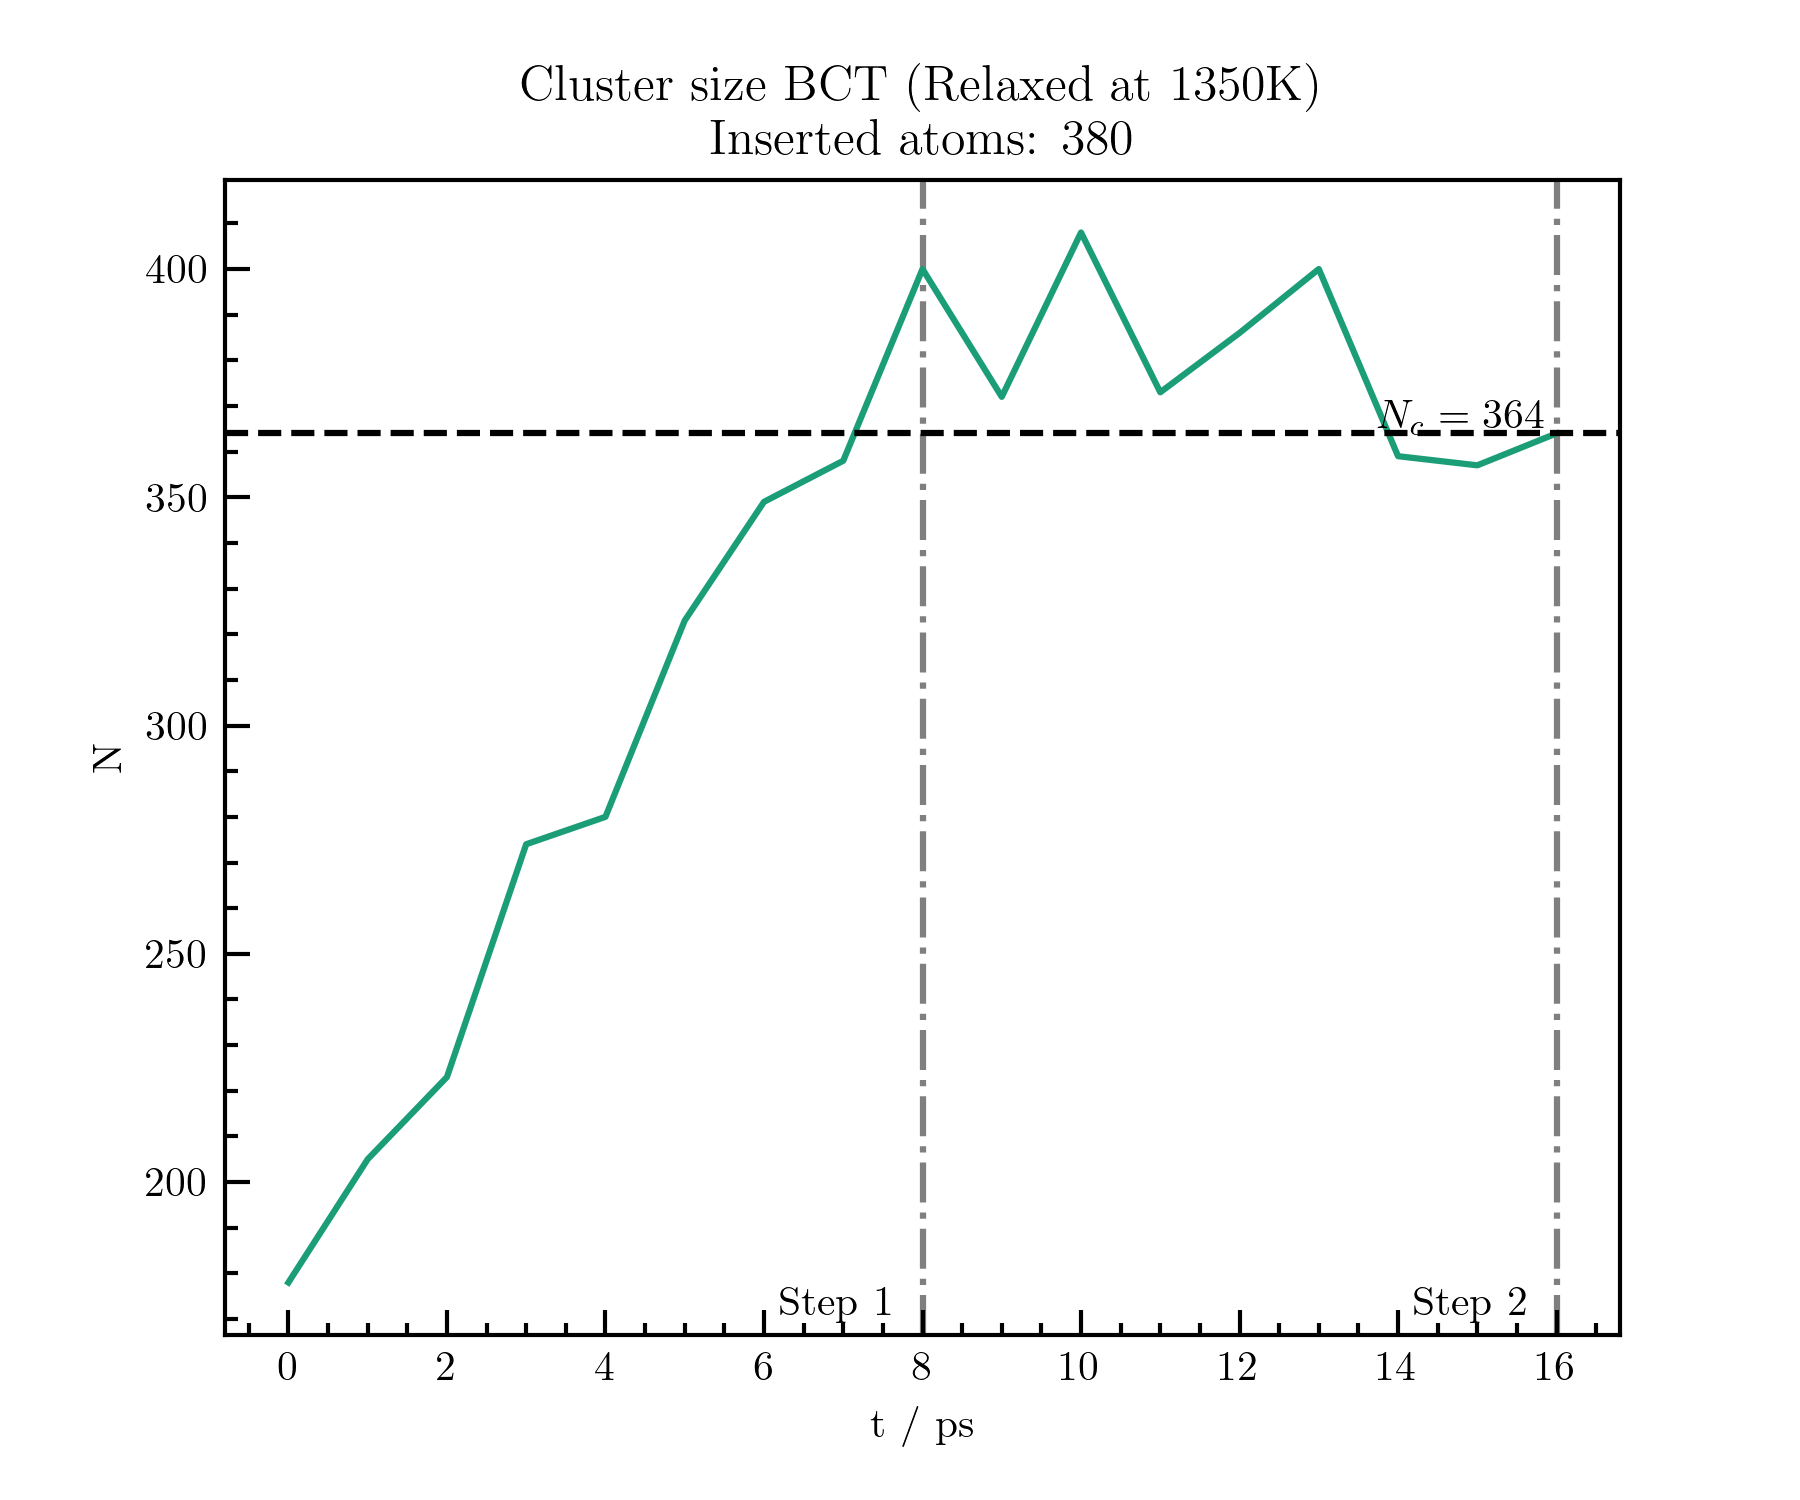 Cluster size BCT (Relaxed at 1350K)
Inserted atoms: 380
400
350
300
250
200
N
N_c = 364
Step 1
Step 2
0 2 4 6 8 10 12 14 16
t / ps